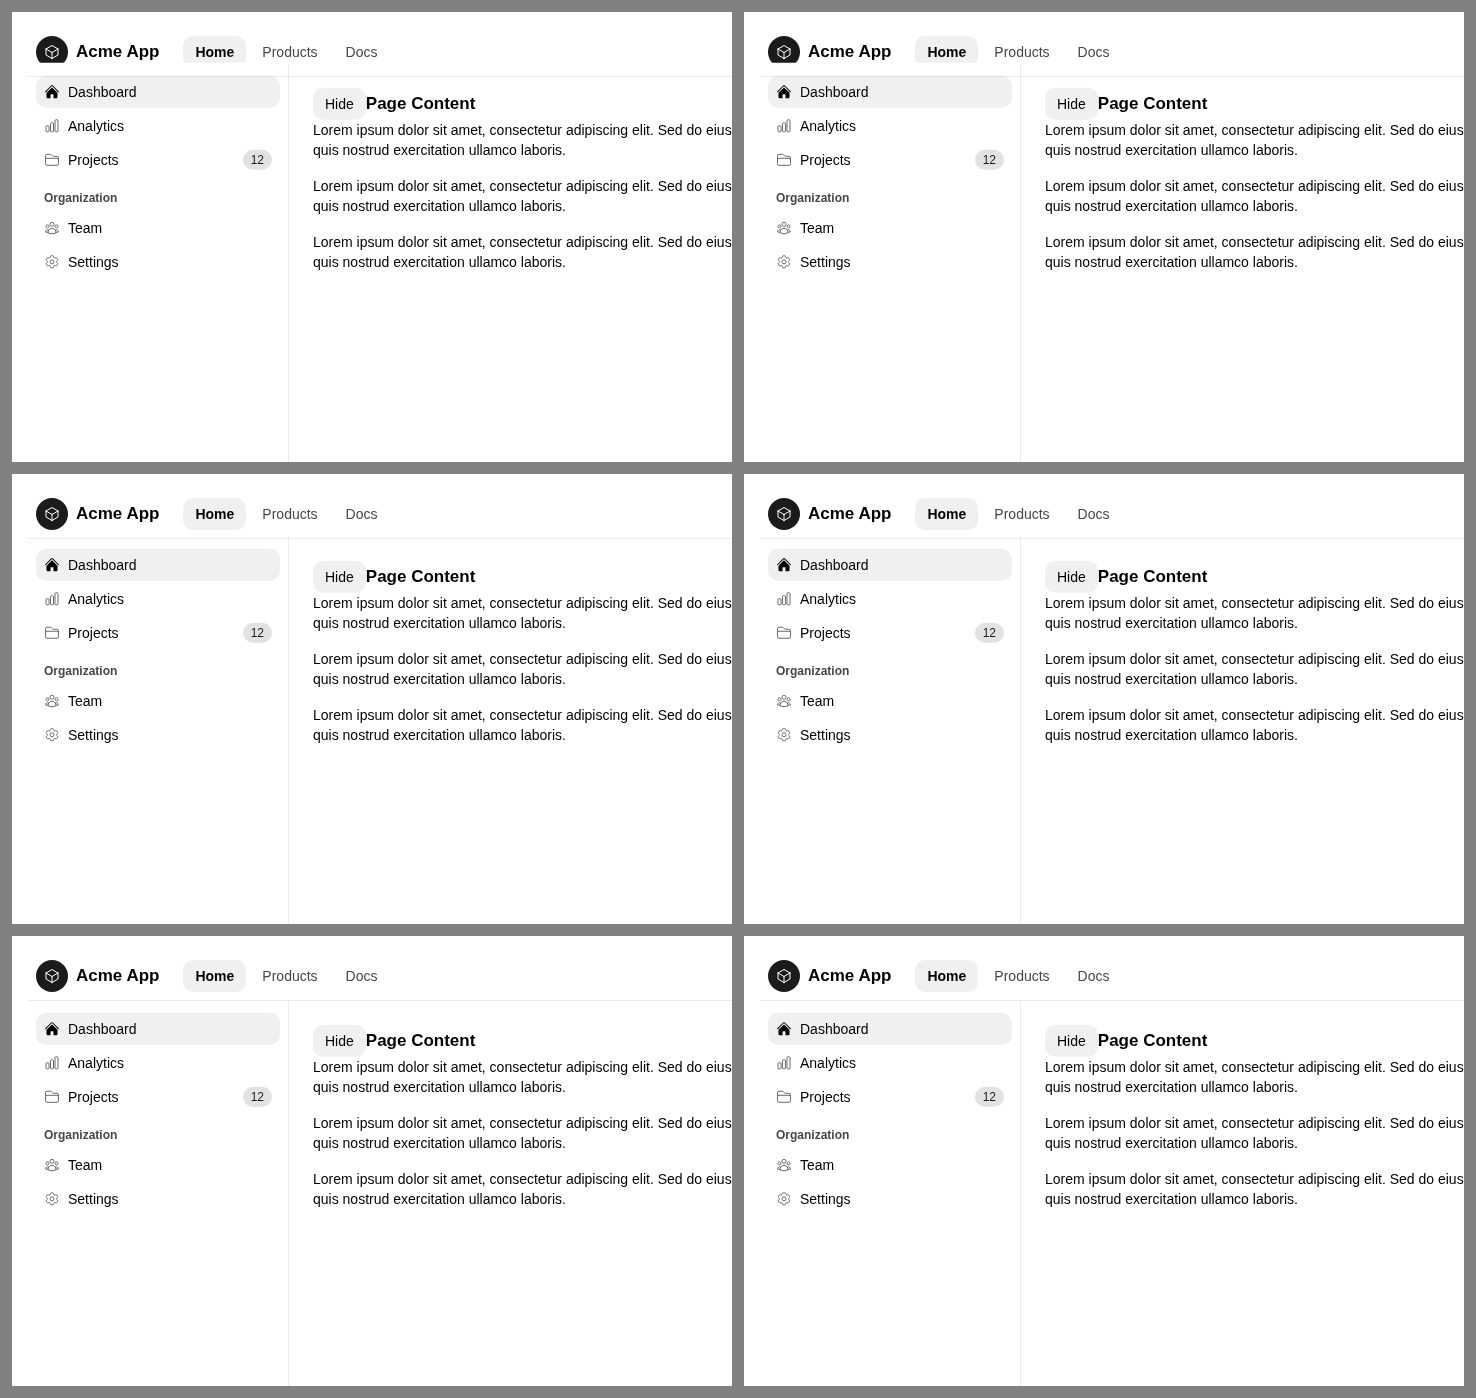 Acme App Home Products Docs
Dashboard
Analytics
Projects 12
Organization
Team
Settings
Hide Page Content
Lorem ipsum dolor sit amet, consectetur adipiscing elit. Sed do eius
quis nostrud exercitation ullamco laboris.
Lorem ipsum dolor sit amet, consectetur adipiscing elit. Sed do eius
quis nostrud exercitation ullamco laboris.
Lorem ipsum dolor sit amet, consectetur adipiscing elit. Sed do eius
quis nostrud exercitation ullamco laboris.
Acme App Home Products Docs
Dashboard
Analytics
Projects 12
Organization
Team
Settings
Hide Page Content
Lorem ipsum dolor sit amet, consectetur adipiscing elit. Sed do eius
quis nostrud exercitation ullamco laboris.
Lorem ipsum dolor sit amet, consectetur adipiscing elit. Sed do eius
quis nostrud exercitation ullamco laboris.
Lorem ipsum dolor sit amet, consectetur adipiscing elit. Sed do eius
quis nostrud exercitation ullamco laboris.
Acme App Home Products Docs
Dashboard
Analytics
Projects 12
Organization
Team
Settings
Hide Page Content
Lorem ipsum dolor sit amet, consectetur adipiscing elit. Sed do eius
quis nostrud exercitation ullamco laboris.
Lorem ipsum dolor sit amet, consectetur adipiscing elit. Sed do eius
quis nostrud exercitation ullamco laboris.
Lorem ipsum dolor sit amet, consectetur adipiscing elit. Sed do eius
quis nostrud exercitation ullamco laboris.
Acme App Home Products Docs
Dashboard
Analytics
Projects 12
Organization
Team
Settings
Hide Page Content
Lorem ipsum dolor sit amet, consectetur adipiscing elit. Sed do eius
quis nostrud exercitation ullamco laboris.
Lorem ipsum dolor sit amet, consectetur adipiscing elit. Sed do eius
quis nostrud exercitation ullamco laboris.
Lorem ipsum dolor sit amet, consectetur adipiscing elit. Sed do eius
quis nostrud exercitation ullamco laboris.
Acme App Home Products Docs
Dashboard
Analytics
Projects 12
Organization
Team
Settings
Hide Page Content
Lorem ipsum dolor sit amet, consectetur adipiscing elit. Sed do eius
quis nostrud exercitation ullamco laboris.
Lorem ipsum dolor sit amet, consectetur adipiscing elit. Sed do eius
quis nostrud exercitation ullamco laboris.
Lorem ipsum dolor sit amet, consectetur adipiscing elit. Sed do eius
quis nostrud exercitation ullamco laboris.
Acme App Home Products Docs
Dashboard
Analytics
Projects 12
Organization
Team
Settings
Hide Page Content
Lorem ipsum dolor sit amet, consectetur adipiscing elit. Sed do eius
quis nostrud exercitation ullamco laboris.
Lorem ipsum dolor sit amet, consectetur adipiscing elit. Sed do eius
quis nostrud exercitation ullamco laboris.
Lorem ipsum dolor sit amet, consectetur adipiscing elit. Sed do eius
quis nostrud exercitation ullamco laboris.